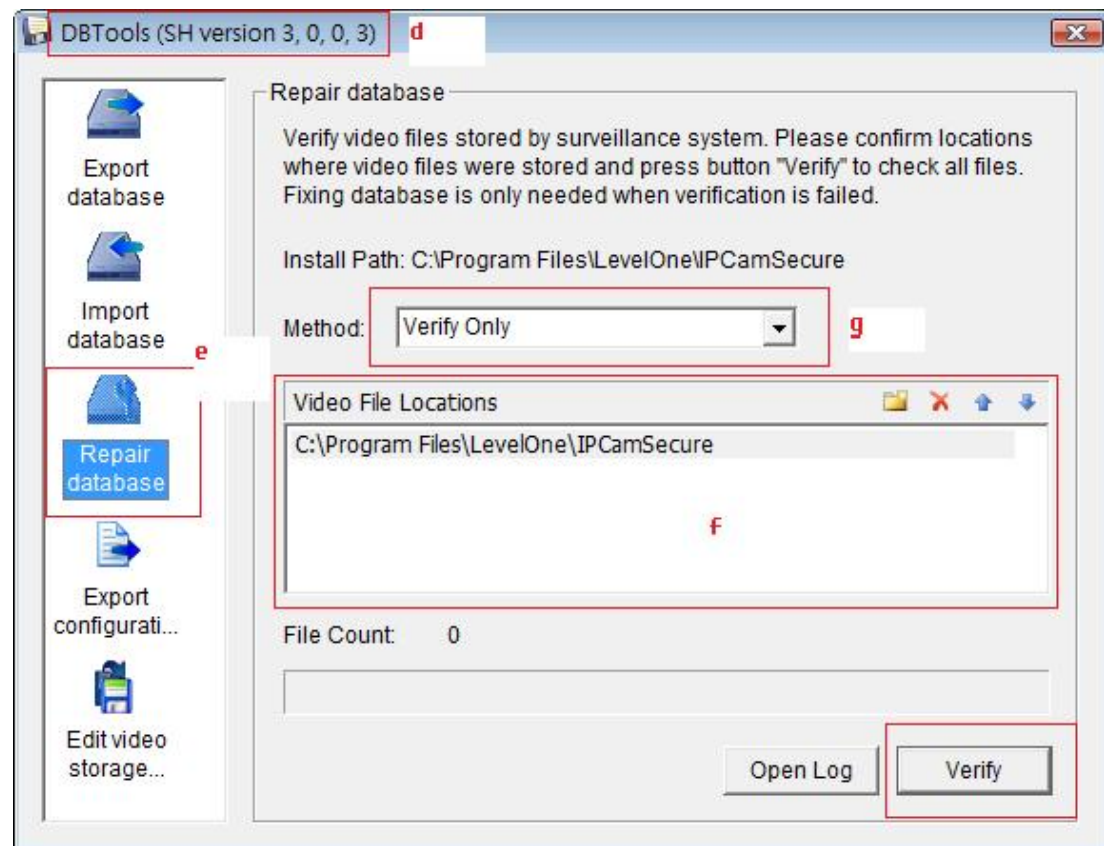 DBTools (SH version 3, 0, 0, 3)
d
Export
database
Import
database
e
Repair
database
Export
configurati...
Edit video
storage...
Repair database
Verify video files stored by surveillance system. Please confirm locations
where video files were stored and press button "Verify" to check all files.
Fixing database is only needed when verification is failed.
Install Path: C:\Program Files\LevelOne\IPCamSecure
Method: Verify Only
g
Video File Locations
C:\Program Files\LevelOne\IPCamSecure
f
File Count: 0
Open Log Verify